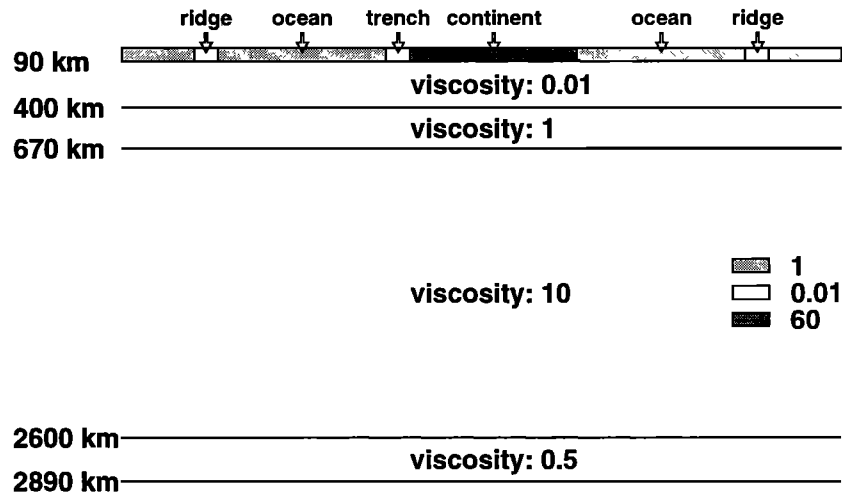 ridge ocean trench continent ocean ridge
90 km
viscosity: 0.01
400 km
viscosity: 1
670 km
1
viscosity: 10
0.01
60
2600 km
viscosity: 0.5
2890 km